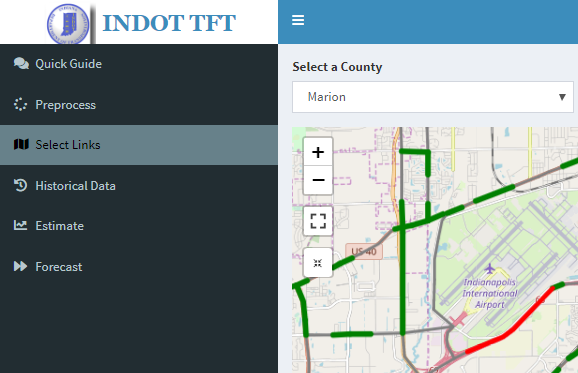 INDOT TFT
Quick Guide
Preprocess
Select Links
Historical Data
Estimate
Forecast
Select a County
Marion
+
−
US 40
Indianapolis
International
Airport